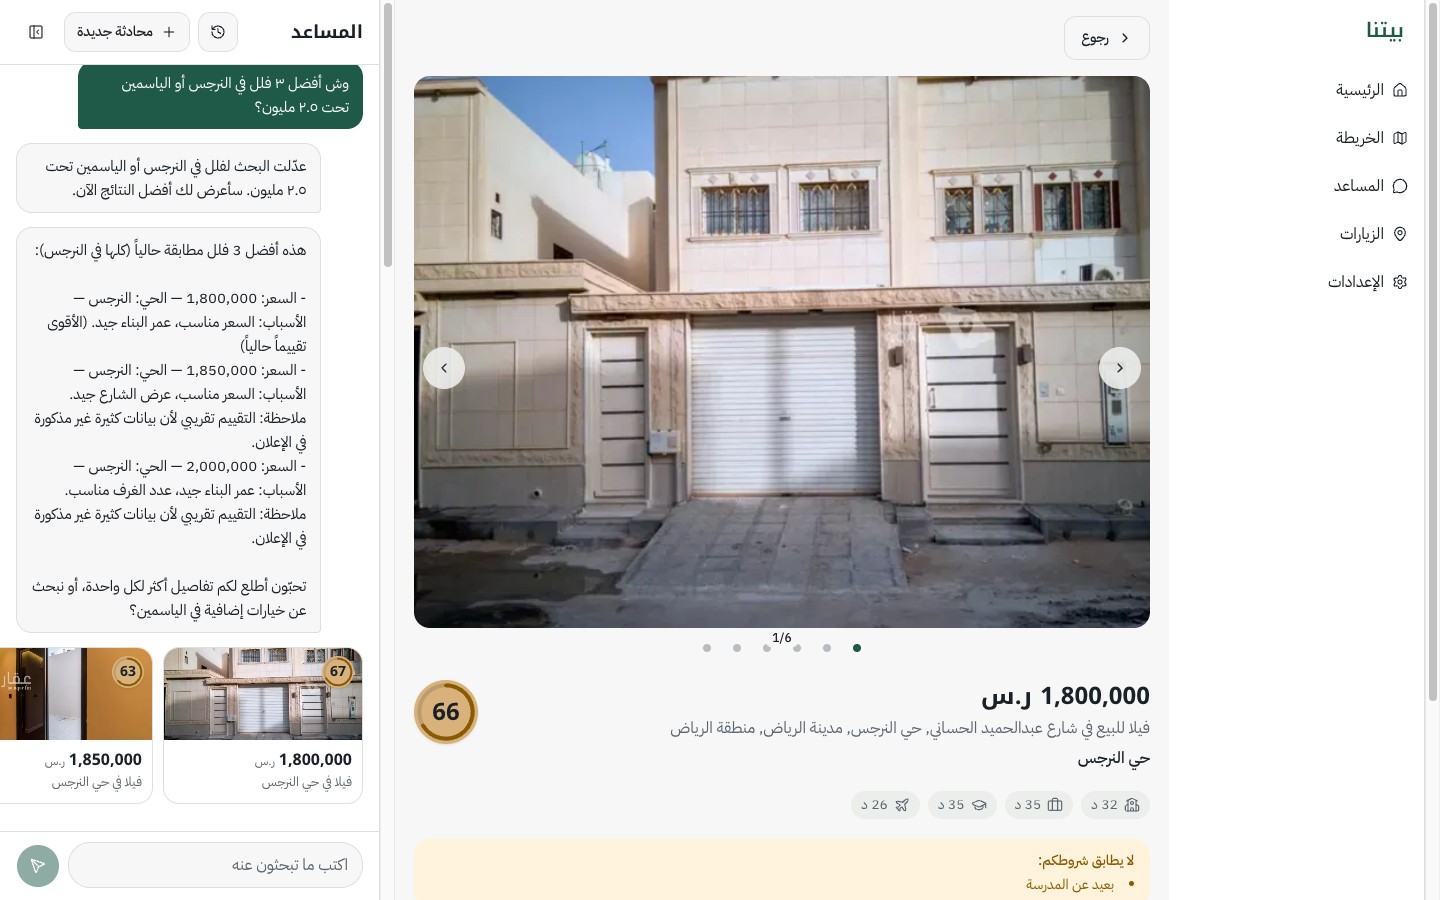 بيتنا
الرئيسية
الخريطة
المساعد
الزيارات
الإعدادات
رجوع
1/6
1,800,000 ر.س
66
فيلا للبيع في شارع عبدالحميد الحساني, حي النرجس, مدينة الرياض, منطقة الرياض
حي النرجس
32 د
35 د
35 د
26 د
لا يطابق شروطكم:
• بعيد عن المدرسة
المساعد
محادثة جديدة
وش أفضل ٣ فلل في النرجس أو الياسمين
تحت ٢.٥ مليون؟
عدّلت البحث لفلل في النرجس أو الياسمين تحت
٢.٥ مليون. سأعرض لك أفضل النتائج الآن.
هذه أفضل 3 فلل مطابقة حالياً (كلها في النرجس):
- السعر: 1,800,000 — الحي: النرجس —
الأسباب: السعر مناسب، عمر البناء جيد. (الأقوى
تقييماً حالياً)
- السعر: 1,850,000 — الحي: النرجس —
الأسباب: السعر مناسب، عرض الشارع جيد.
ملاحظة: التقييم تقريبي لأن بيانات كثيرة غير مذكورة
في الإعلان.
- السعر: 2,000,000 — الحي: النرجس —
الأسباب: عمر البناء جيد، عدد الغرف مناسب.
ملاحظة: التقييم تقريبي لأن بيانات كثيرة غير مذكورة
في الإعلان.
تحبّون أطلع لكم تفاصيل أكثر لكل واحدة، أو نبحث
عن خيارات إضافية في الياسمين؟
67
1,800,000 ر.س
فيلا في حي النرجس
63
عقار
1,850,000 ر.س
فيلا في حي النرجس
اكتب ما تبحثون عنه